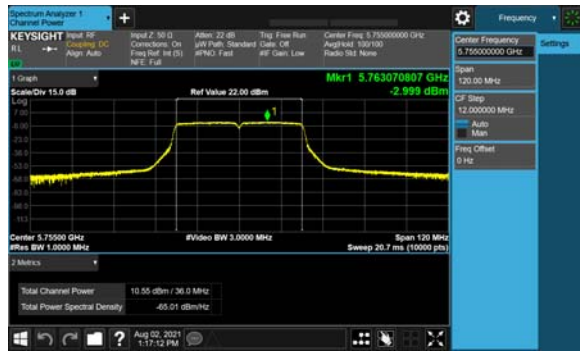 Spectrum Analyzer 1
Channel Power
+
Frequency
KEYSIGHT Input: RF
RL
Coupling: DC
Align: Auto
Input Z: 50 Ω
Corrections: On
Freq Ref: Int (S)
NFE: Full
Atten: 22 dB
µW Path: Standard
#PNO: Fast
Trig: Free Run
Gate: Off
#IF Gain: Low
Center Freq: 5.755000000 GHz
Avg|Hold: 100/100
Radio Std: None
Center Frequency
5.755000000 GHz
Settings
Span
120.00 MHz
CF Step
12.000000 MHz
Auto
Man
Freq Offset
0 Hz
1 Graph
Scale/Div 15.0 dB
Ref Value 22.00 dBm
Mkr1 5.763070807 GHz
-2.999 dBm
Log
7.00
-8.00
-23.0
-38.0
-53.0
-68.0
-83.0
-98.0
-113
1
Center 5.75500 GHz
#Res BW 1.0000 MHz
#Video BW 3.0000 MHz
Span 120 MHz
Sweep 20.7 ms (10000 pts)
2 Metrics
Total Channel Power 10.55 dBm / 36.0 MHz
Total Power Spectral Density -65.01 dBm/Hz
?
Aug 02, 2021
1:17:12 PM